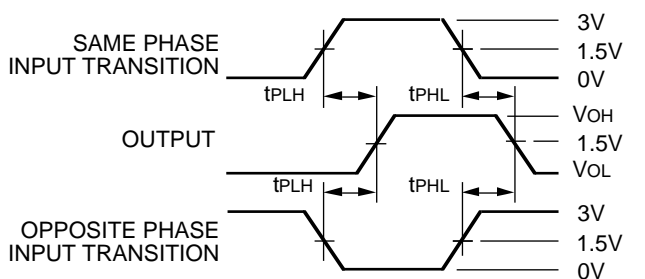 SAME PHASE
INPUT TRANSITION
3V
1.5V
0V
tPLH
tPHL
OUTPUT
VOH
1.5V
VOL
tPLH
tPHL
OPPOSITE PHASE
INPUT TRANSITION
3V
1.5V
0V